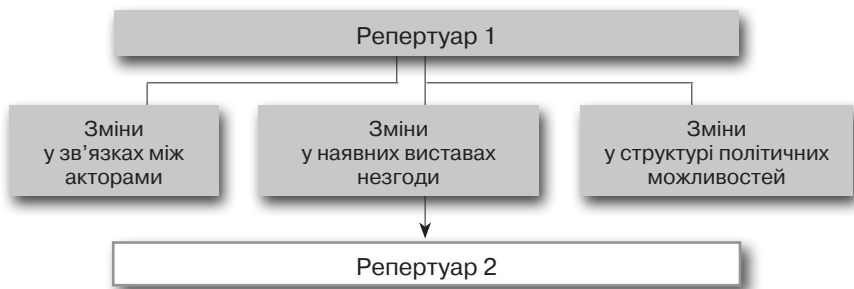 Репертуар 1
Зміни
у зв’язках між
акторами
Зміни
у наявних виставах
незгоди
Зміни
у структурі політичних
можливостей
Репертуар 2